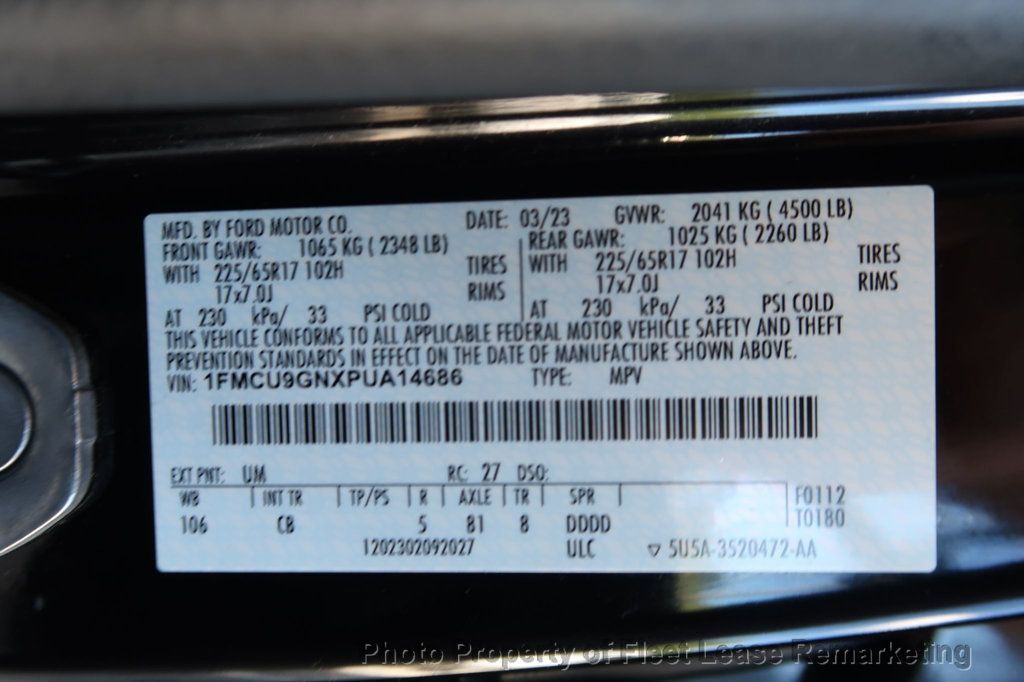 MFD. BY FORD MOTOR CO. DATE: 03/23 GVWR: 2041 KG ( 4500 LB)
FRONT GAWR: 1065 KG ( 2348 LB) REAR GAWR: 1025 KG ( 2260 LB)
WITH 225/65R17 102H TIRES WITH 225/65R17 102H TIRES
17x7.0J RIMS 17x7.0J RIMS
AT 230 kPa/ 33 PSI COLD AT 230 kPa/ 33 PSI COLD
THIS VEHICLE CONFORMS TO ALL APPLICABLE FEDERAL MOTOR VEHICLE SAFETY AND THEFT
PREVENTION STANDARDS IN EFFECT ON THE DATE OF MANUFACTURE SHOWN ABOVE.
VIN: 1FMCU9GNXPUA14686 TYPE: MPV
EXT PNT: UM RC: 27 DSO:
WB INT TR TP/PS R AXLE TR SPR F0112
106 CB 5 81 8 DDDD T0180
1202302092027 ULC ▽ 5U5A-3520472-AA
Photo Property of Fleet Lease Remarketing